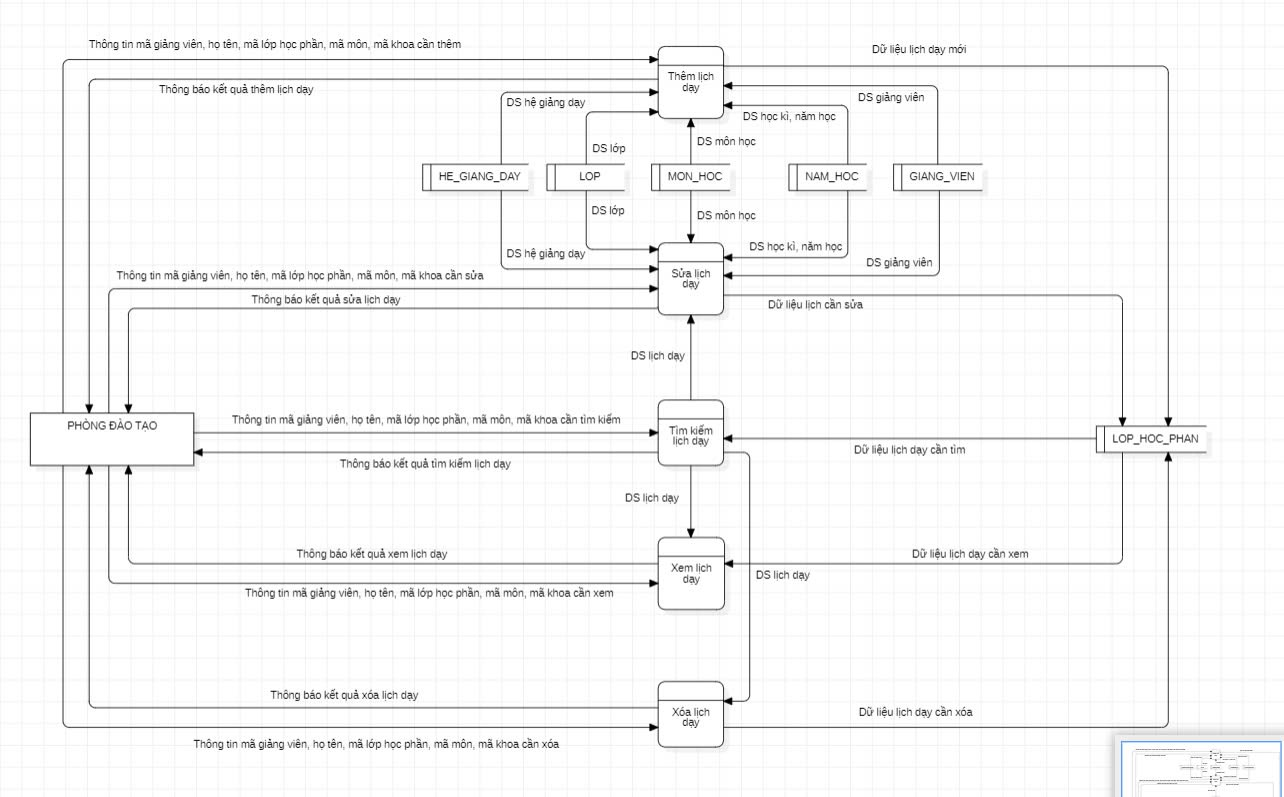 Thông tin mã giảng viên, họ tên, mã lớp học phần, mã môn, mã khoa cần thêm
Dữ liệu lịch dạy mới
Thêm lịch
dạy
Thông báo kết quả thêm lịch dạy
DS hệ giảng dạy
DS giảng viên
DS học kì, năm học
DS môn học
DS lớp
HE_GIANG_DAY
LOP
MON_HOC
NAM_HOC
GIANG_VIEN
DS lớp
DS môn học
DS học kì, năm học
DS hệ giảng dạy
DS giảng viên
Thông tin mã giảng viên, họ tên, mã lớp học phần, mã môn, mã khoa cần sửa
Sửa lịch
dạy
Thông báo kết quả sửa lịch dạy
Dữ liệu lịch cần sửa
DS lịch dạy
PHÒNG ĐÀO TẠO
Thông tin mã giảng viên, họ tên, mã lớp học phần, mã môn, mã khoa cần tìm kiếm
Tìm kiếm
lịch dạy
LOP_HOC_PHAN
Dữ liệu lịch dạy cần tìm
Thông báo kết quả tìm kiếm lịch dạy
DS lịch dạy
Thông báo kết quả xem lịch dạy
Dữ liệu lịch dạy cần xem
Xem lịch
dạy
DS lịch dạy
Thông tin mã giảng viên, họ tên, mã lớp học phần, mã môn, mã khoa cần xem
Thông báo kết quả xóa lịch dạy
Xóa lịch
dạy
Dữ liệu lịch dạy cần xóa
Thông tin mã giảng viên, họ tên, mã lớp học phần, mã môn, mã khoa cần xóa